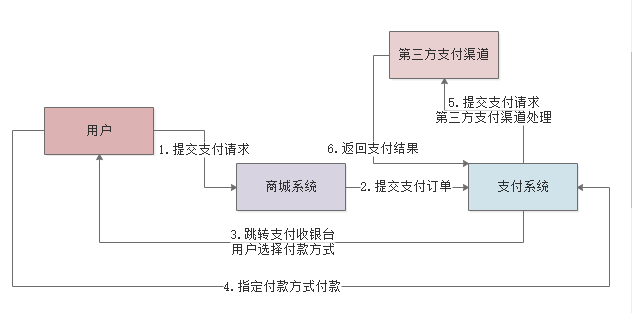 第三方支付渠道
5.提交支付请求
第三方支付渠道处理
用户
1.提交支付请求
6.返回支付结果
商城系统
2.提交支付订单
支付系统
3.跳转支付收银台
用户选择付款方式
4.指定付款方式付款